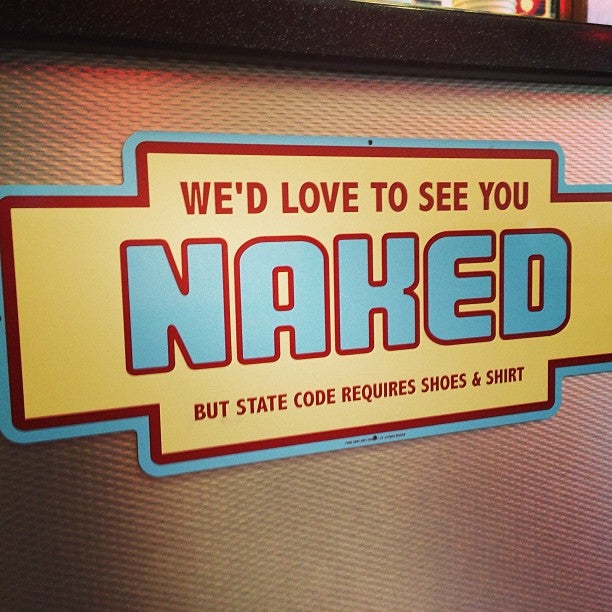 WE'D LOVE TO SEE YOU
NAKED
BUT STATE CODE REQUIRES SHOES & SHIRT